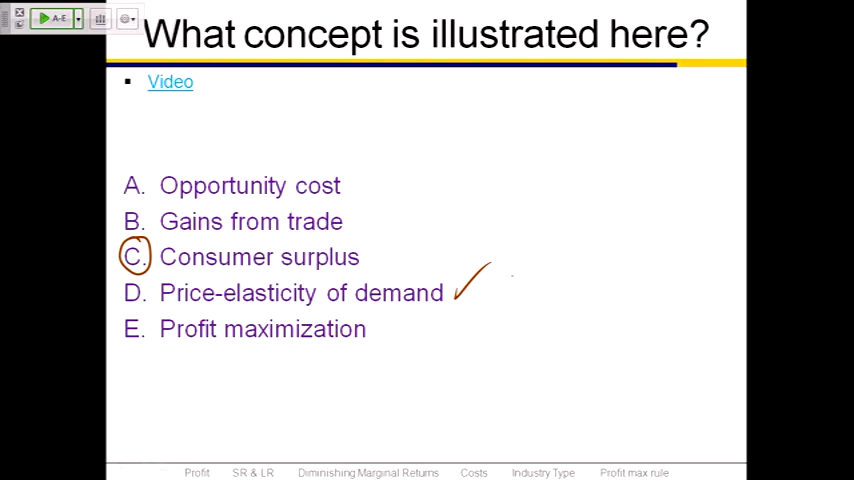 A-E
What concept is illustrated here?
▪ Video
A. Opportunity cost
B. Gains from trade
C. Consumer surplus
D. Price-elasticity of demand ✓
E. Profit maximization
Profit SR & LR Diminishing Marginal Returns Costs Industry Type Profit max rule